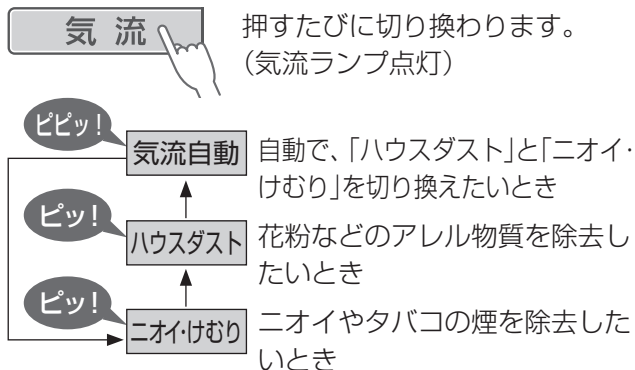 気流
押すたびに切り換わります。
（気流ランプ点灯）
ピピッ！
気流自動
自動で、「ハウスダスト」と「ニオイ・
けむり」を切り換えたいとき
ピッ！
ハウスダスト
花粉などのアレル物質を除去し
たいとき
ピッ！
ニオイ・けむり
ニオイやタバコの煙を除去した
いとき